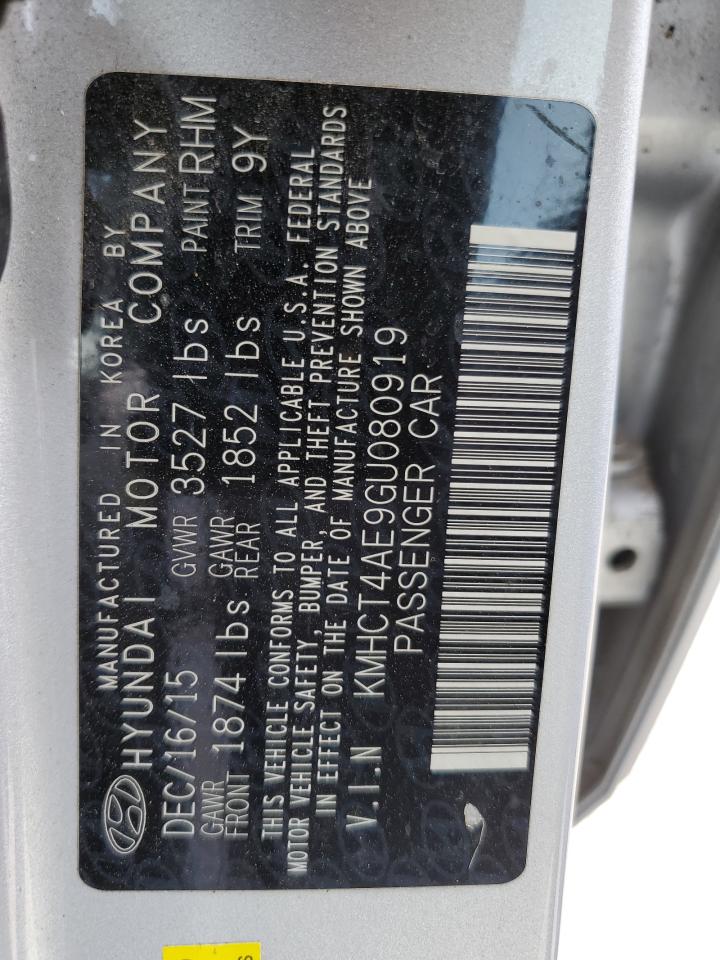 MANUFACTURED IN KOREA BY
HYUNDAI MOTOR COMPANY
DEC/16/15 GVWR 3527 lbs PAINT RHM
GAWR FRONT 1874 lbs GAWR REAR 1852 lbs TRIM 9Y
THIS VEHICLE CONFORMS TO ALL APPLICABLE U.S.A. FEDERAL
MOTOR VEHICLE SAFETY, BUMPER, AND THEFT PREVENTION STANDARDS
IN EFFECT ON THE DATE OF MANUFACTURE SHOWN ABOVE
V.I.N KMHCT4AE9GU080919
PASSENGER CAR